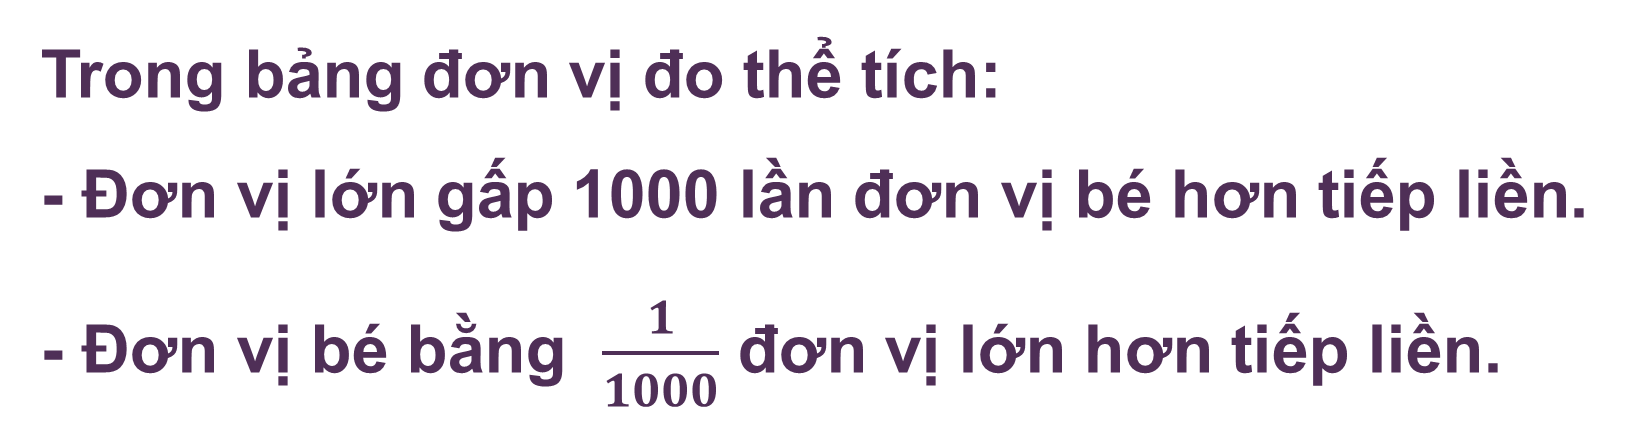 Trong bảng đơn vị đo thể tích:
- Đơn vị lớn gấp 1000 lần đơn vị bé hơn tiếp liền.
- Đơn vị bé bằng 1/1000 đơn vị lớn hơn tiếp liền.